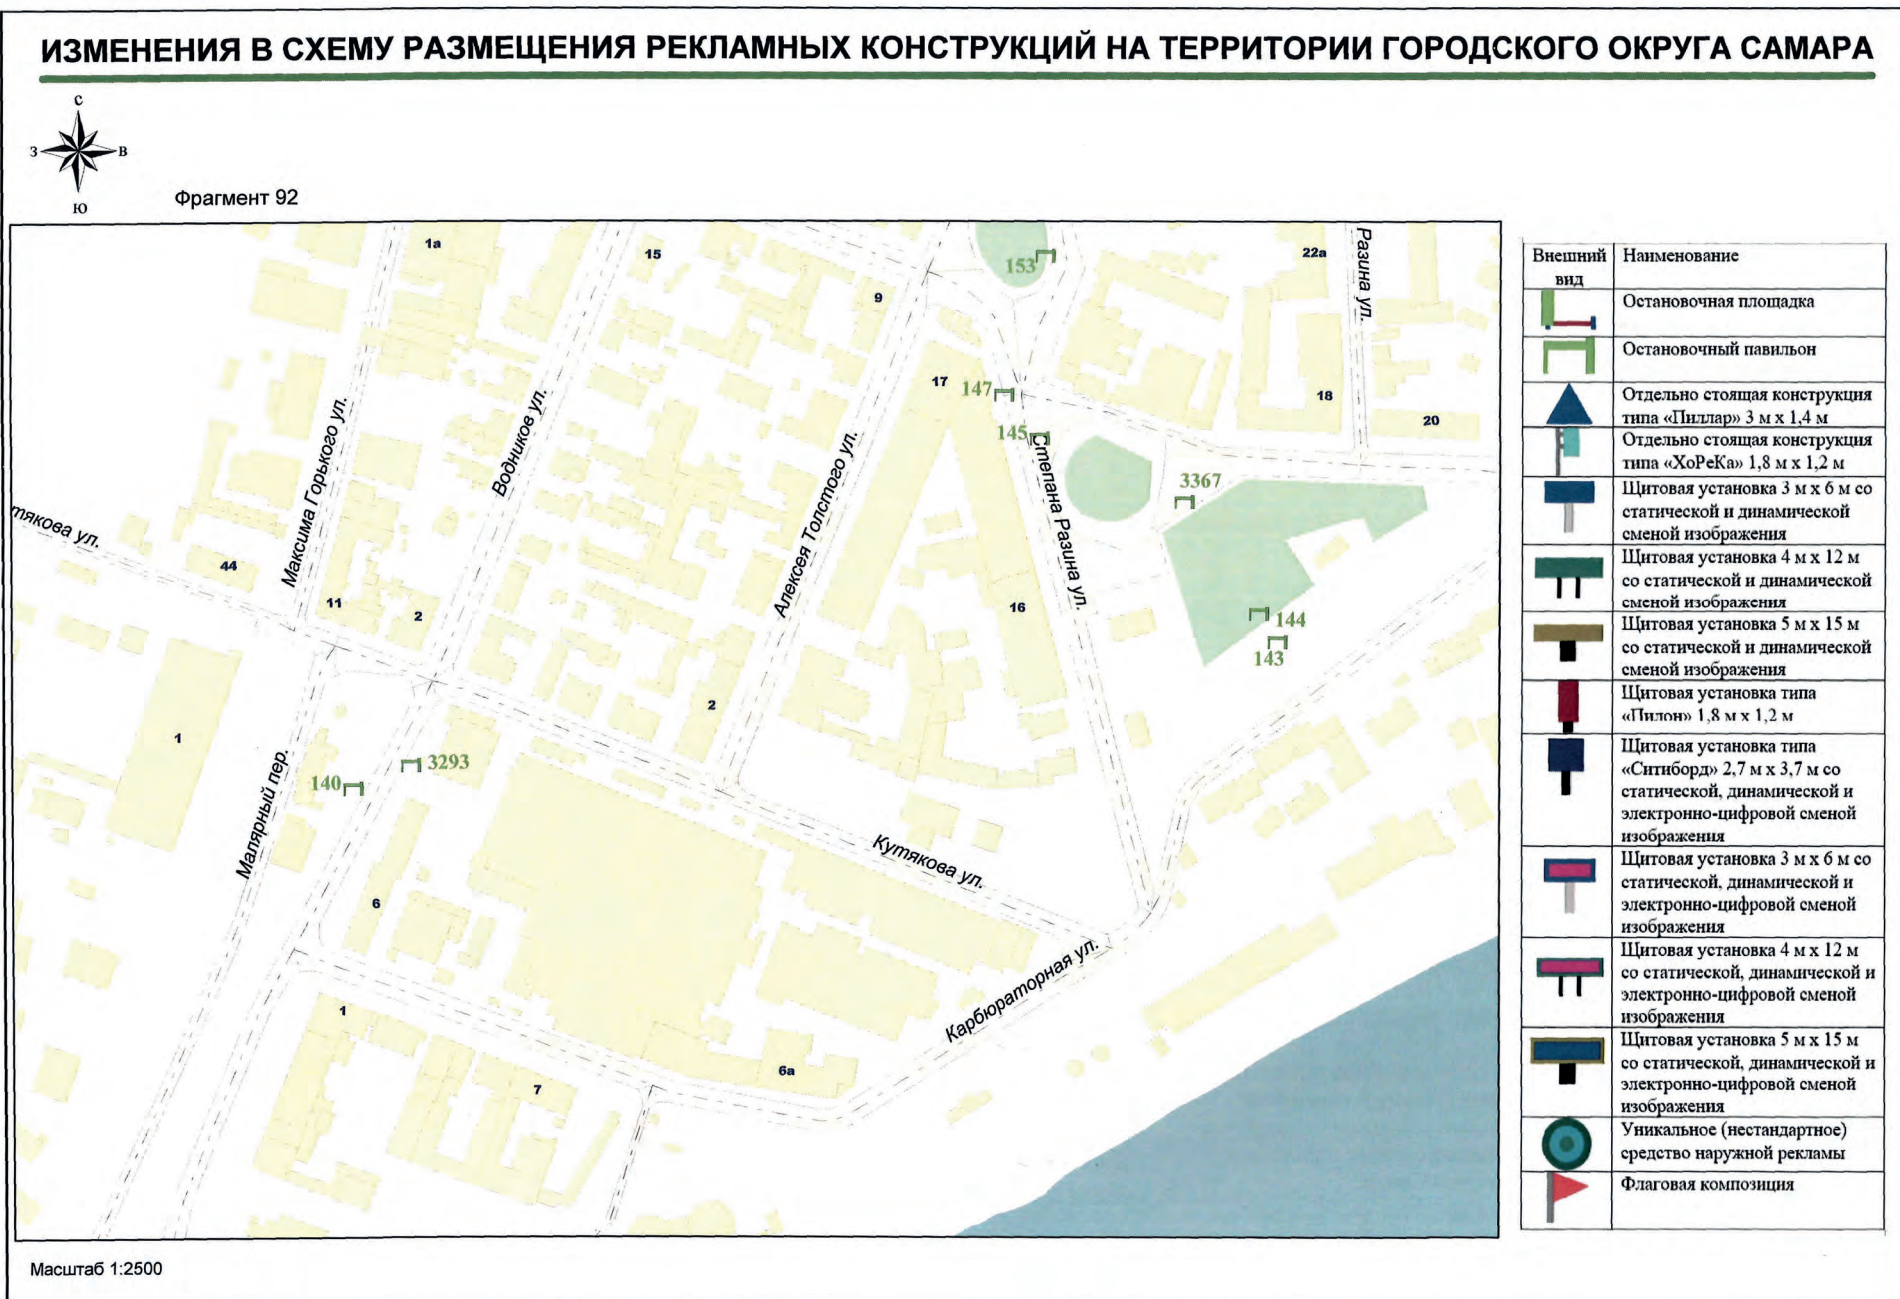 ИЗМЕНЕНИЯ В СХЕМУ РАЗМЕЩЕНИЯ РЕКЛАМНЫХ КОНСТРУКЦИЙ НА ТЕРРИТОРИИ ГОРОДСКОГО ОКРУГА САМАРА
С
З
В
Ю
Фрагмент 92
1а
15
9
153
22а
Разина ул.
17
147
145
18
20
3367
Максима Горького ул.
Водников ул.
Алексея Толстого ул.
Степана Разина ул.
тякова ул.
44
11
2
16
144
143
2
1
3293
140
Малярный пер.
Кутякова ул.
6
Карбюраторная ул.
1
7
6а
Внешний вид
Наименование
Остановочная площадка
Остановочный павильон
Отдельно стоящая конструкция
типа «Пиллар» 3 м х 1,4 м
Отдельно стоящая конструкция
типа «ХоРеКа» 1,8 м х 1,2 м
Щитовая установка 3 м х 6 м со
статической и динамической
сменой изображения
Щитовая установка 4 м х 12 м
со статической и динамической
сменой изображения
Щитовая установка 5 м х 15 м
со статической и динамической
сменой изображения
Щитовая установка типа
«Пилон» 1,8 м х 1,2 м
Щитовая установка типа
«Ситиборд» 2,7 м х 3,7 м со
статической, динамической и
электронно-цифровой сменой
изображения
Щитовая установка 3 м х 6 м со
статической, динамической и
электронно-цифровой сменой
изображения
Щитовая установка 4 м х 12 м
со статической, динамической и
электронно-цифровой сменой
изображения
Щитовая установка 5 м х 15 м
со статической, динамической и
электронно-цифровой сменой
изображения
Уникальное (нестандартное)
средство наружной рекламы
Флаговая композиция
Масштаб 1:2500